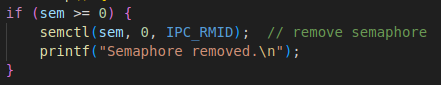 if (sem >= 0) {
    semctl(sem, 0, IPC_RMID);  // remove semaphore
    printf("Semaphore removed.\n");
}